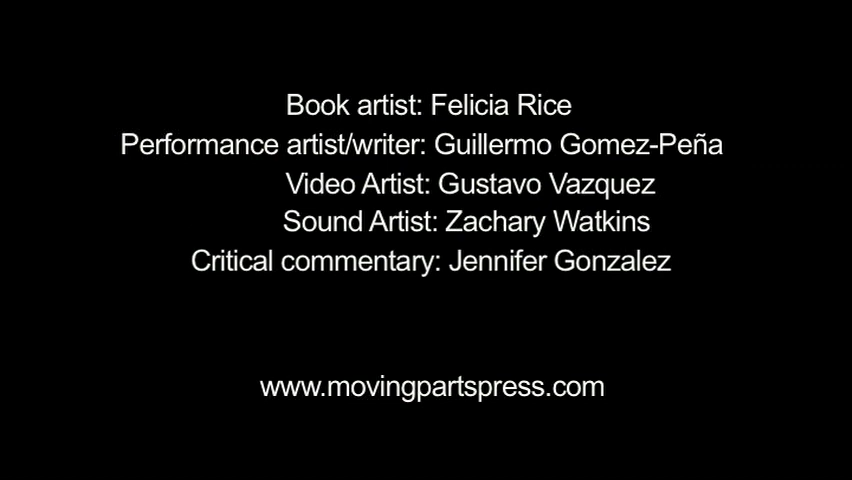 Book artist: Felicia Rice
Performance artist/writer: Guillermo Gomez-Peña
Video Artist: Gustavo Vazquez
Sound Artist: Zachary Watkins
Critical commentary: Jennifer Gonzalez
www.movingpartspress.com